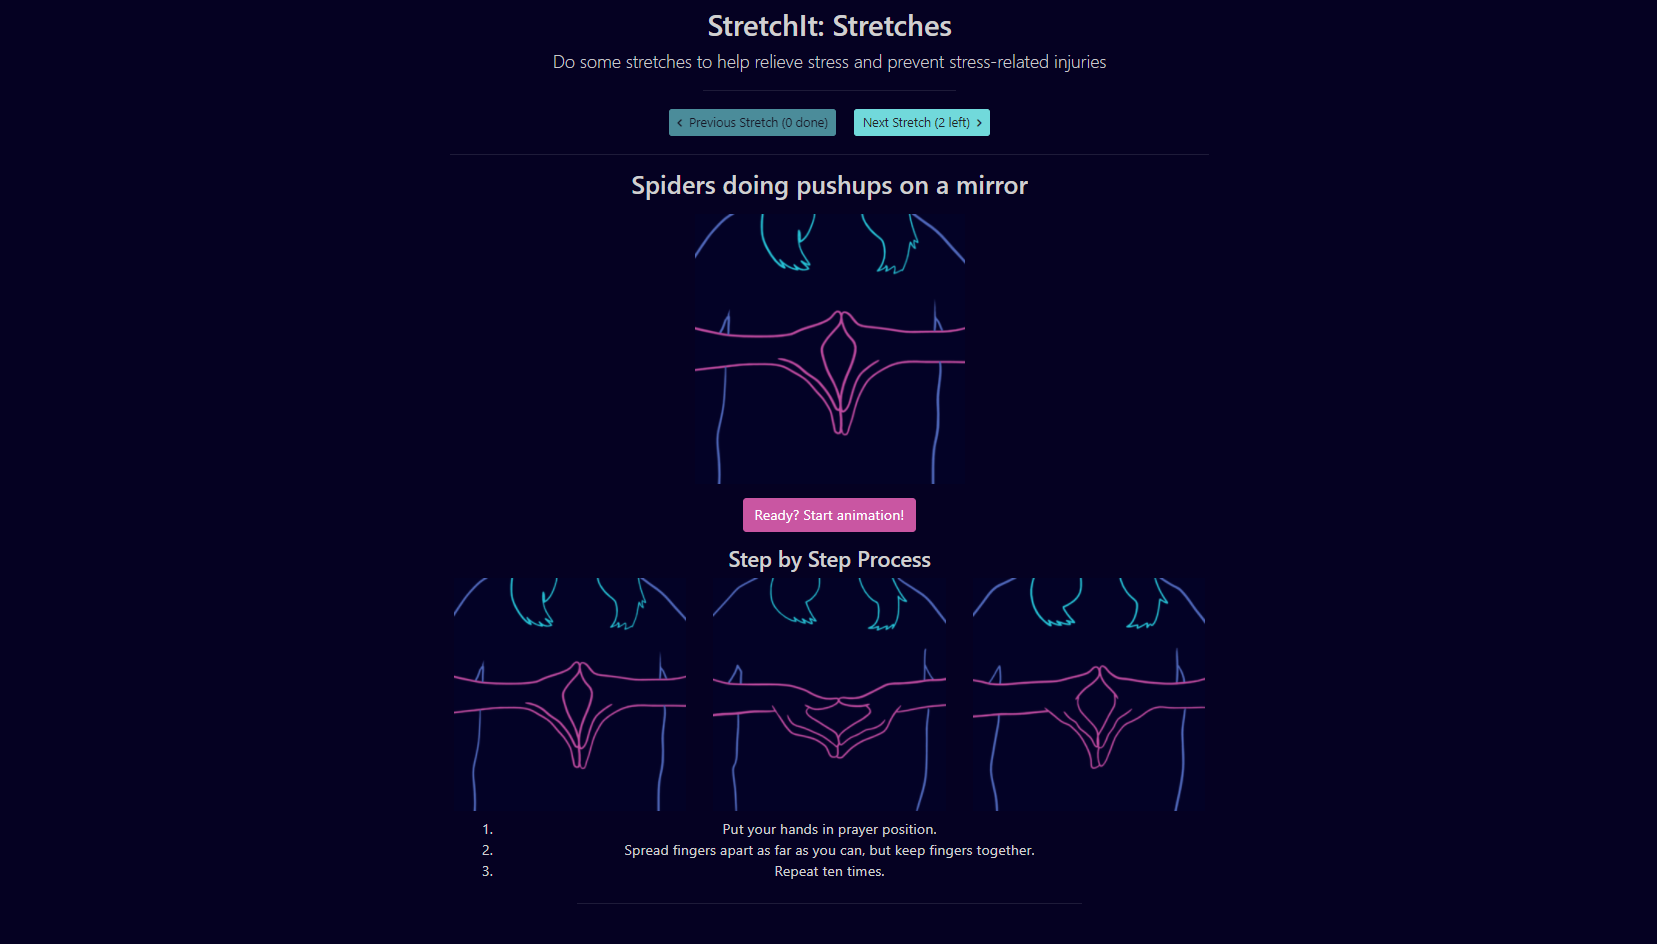 StretchIt: Stretches
Do some stretches to help relieve stress and prevent stress-related injuries
Previous Stretch (0 done)
Next Stretch (2 left)
Spiders doing pushups on a mirror
Ready? Start animation!
Step by Step Process
1. Put your hands in prayer position.
2. Spread fingers apart as far as you can, but keep fingers together.
3. Repeat ten times.